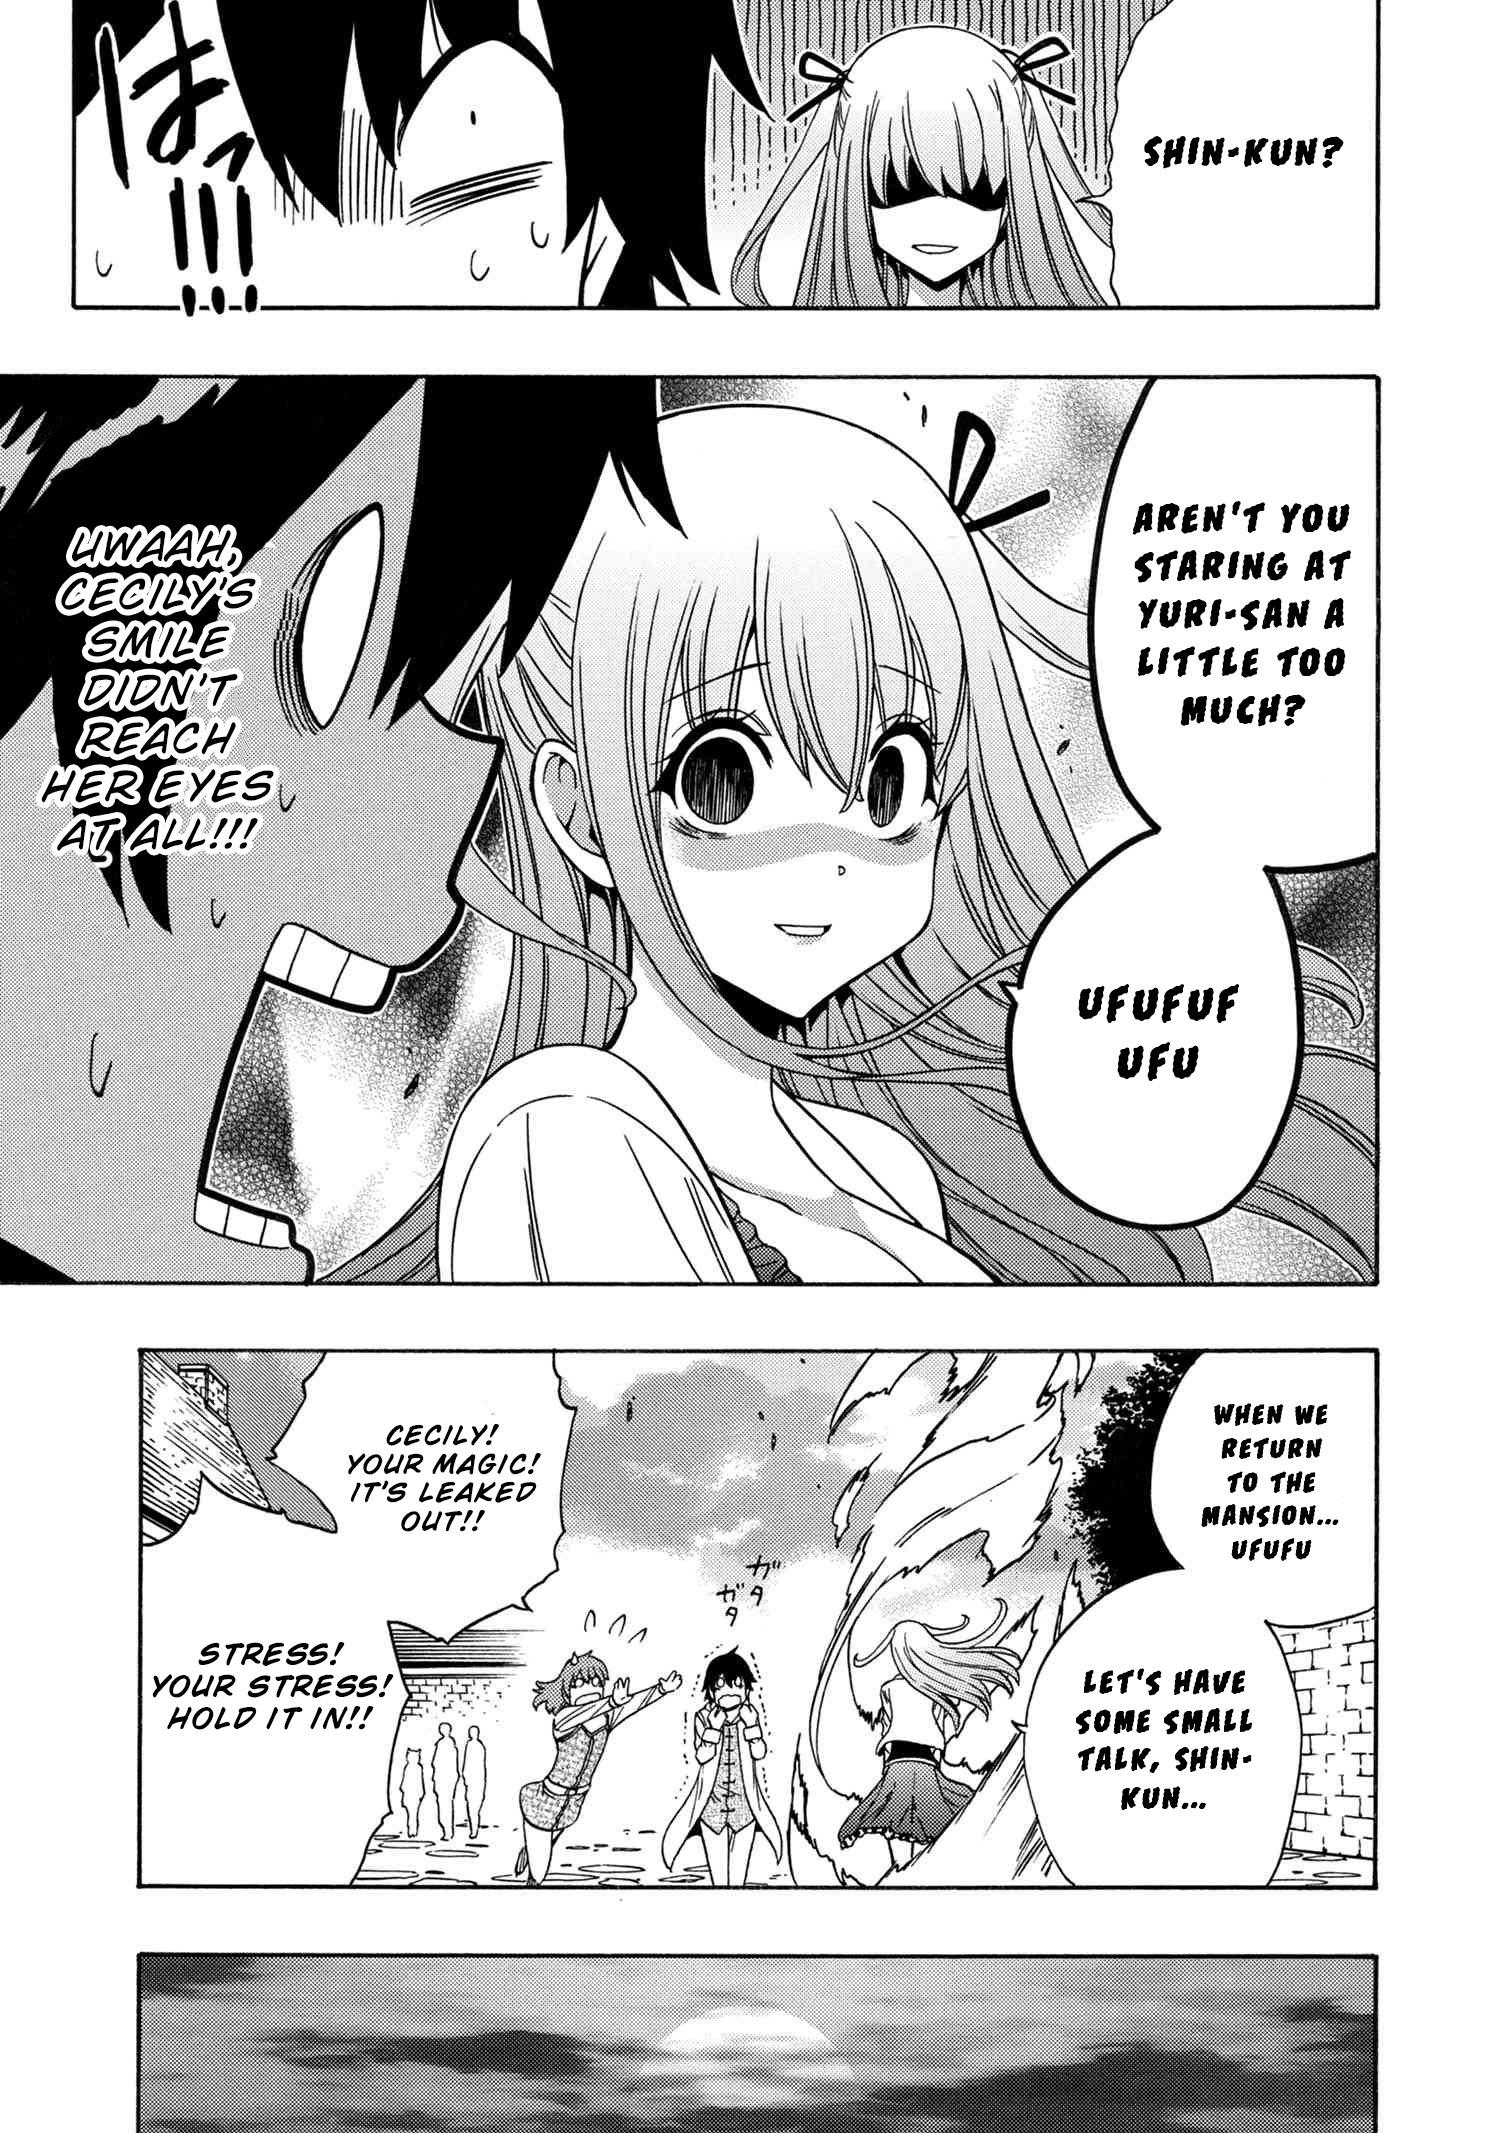 SHIN-KUN?
はっ!!!
AREN'T YOU
STARING AT
YURI-SAN A
LITTLE TOO
MUCH?
UFUFUF
UFU
UWAAH,
CECILY'S
SMILE
DIDN'T
REACH
HER EYES
AT ALL!!!
WHEN WE
RETURN
TO THE
MANSION...
UFUFU
LET'S HAVE
SOME SMALL
TALK, SHIN-
KUN...
ガタ
ガタ
CECILY!
YOUR MAGIC!
IT'S LEAKED
OUT!!
STRESS!
YOUR STRESS!
HOLD IT IN!!